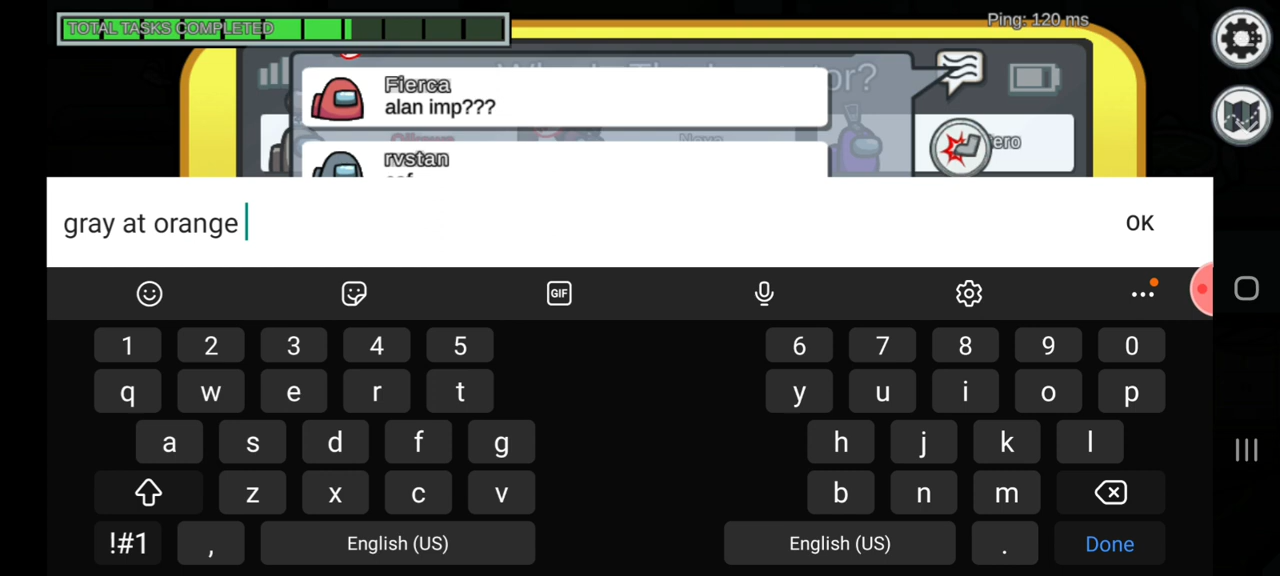 TOTAL TASKS COMPLETED
Ping: 120 ms
Fierca
alan imp???
rvstan
gray at orange
OK
GIF
1 2 3 4 5 6 7 8 9 0
q w e r t y u i o p
a s d f g h j k l
z x c v b n m
!#1 , English (US) English (US) . Done